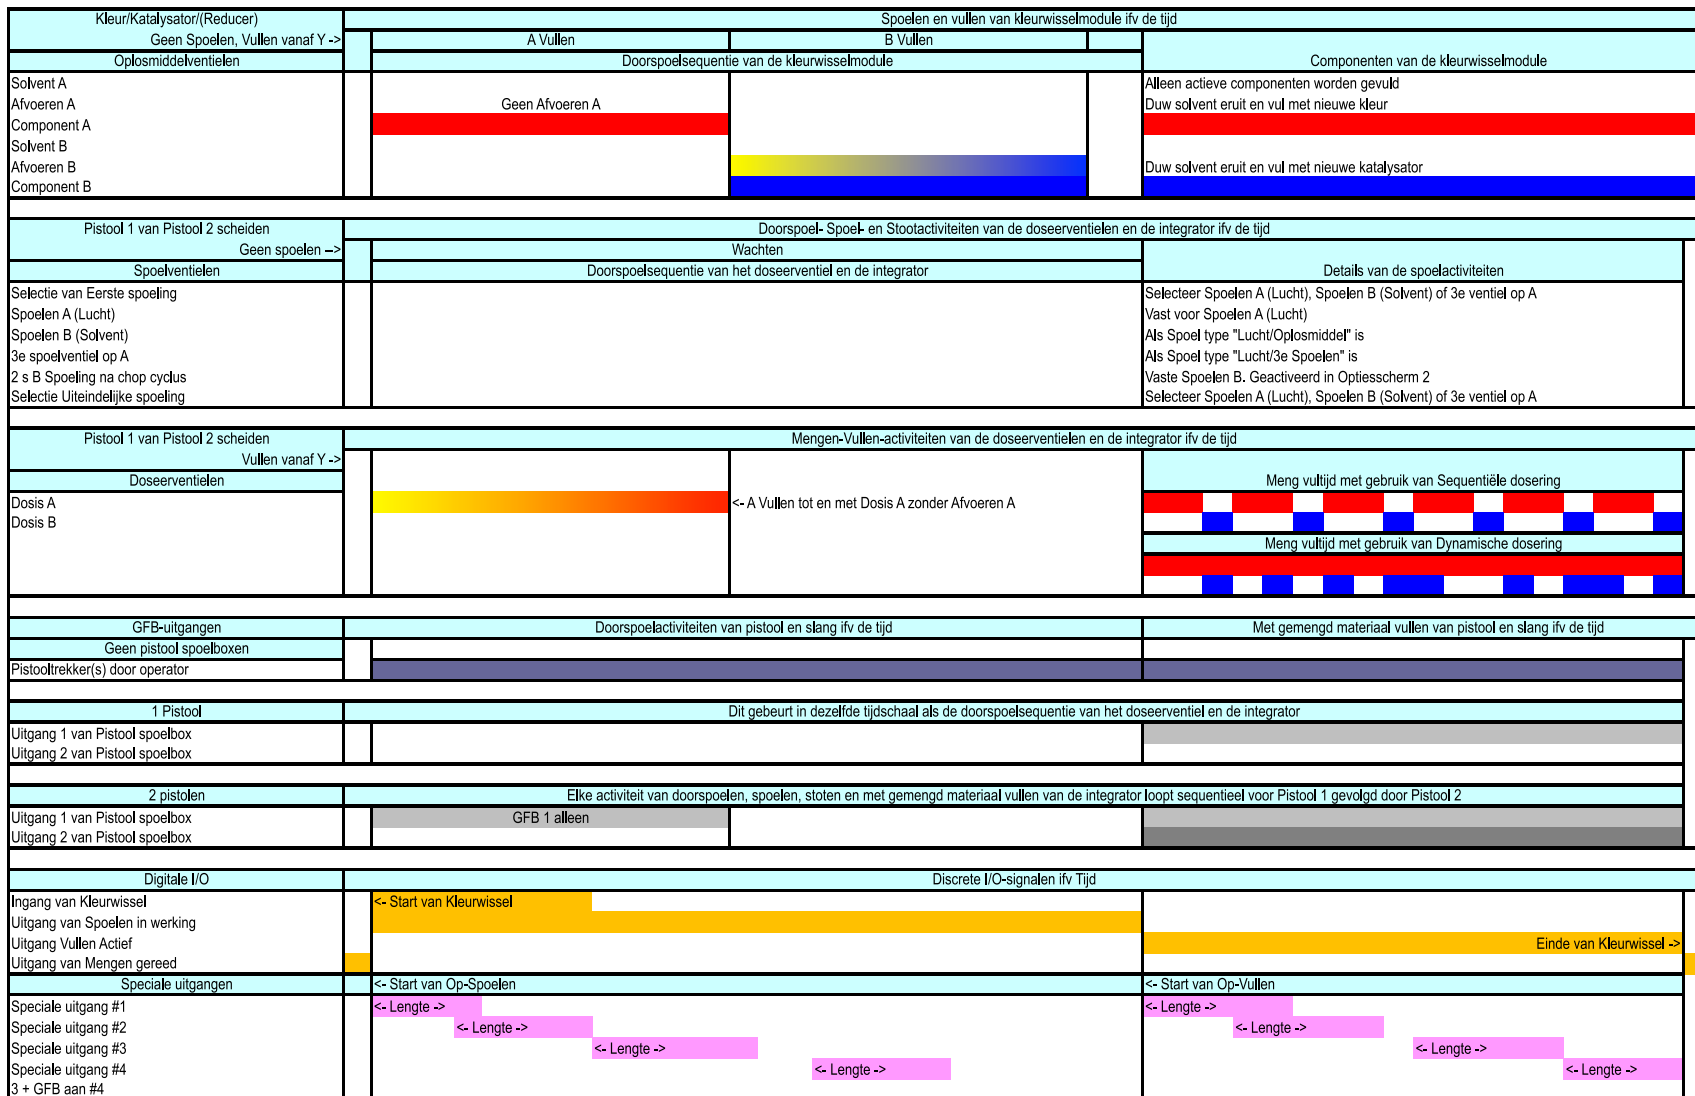 Kleur/Katalysator/(Reducer)
Spoelen en vullen van kleurwisselmodule ifv de tijd
Geen Spoelen, Vullen vanaf Y ->
A Vullen
B Vullen
Oplosmiddelventielen
Doorspoelsequentie van de kleurwisselmodule
Componenten van de kleurwisselmodule
Solvent A
Alleen actieve componenten worden gevuld
Afvoeren A
Geen Afvoeren A
Duw solvent eruit en vul met nieuwe kleur
Component A
Solvent B
Afvoeren B
Duw solvent eruit en vul met nieuwe katalysator
Component B
Pistool 1 van Pistool 2 scheiden
Doorspoel- Spoel- en Stootactiviteiten van de doseerventielen en de integrator ifv de tijd
Geen spoelen –>
Wachten
Spoelventielen
Doorspoelsequentie van het doseerventiel en de integrator
Details van de spoelactiviteiten
Selectie van Eerste spoeling
Selecteer Spoelen A (Lucht), Spoelen B (Solvent) of 3e ventiel op A
Spoelen A (Lucht)
Vast voor Spoelen A (Lucht)
Spoelen B (Solvent)
Als Spoel type "Lucht/Oplosmiddel" is
3e spoelventiel op A
Als Spoel type "Lucht/3e Spoelen" is
2 s B Spoeling na chop cyclus
Vaste Spoelen B. Geactiveerd in Optiesscherm 2
Selectie Uiteindelijke spoeling
Selecteer Spoelen A (Lucht), Spoelen B (Solvent) of 3e ventiel op A
Pistool 1 van Pistool 2 scheiden
Mengen-Vullen-activiteiten van de doseerventielen en de integrator ifv de tijd
Vullen vanaf Y ->
Doseerventielen
Meng vultijd met gebruik van Sequentiële dosering
Dosis A
<- A Vullen tot en met Dosis A zonder Afvoeren A
Dosis B
Meng vultijd met gebruik van Dynamische dosering
GFB-uitgangen
Doorspoelactiviteiten van pistool en slang ifv de tijd
Met gemengd materiaal vullen van pistool en slang ifv de tijd
Geen pistool spoelboxen
Pistooltrekker(s) door operator
1 Pistool
Dit gebeurt in dezelfde tijdschaal als de doorspoelsequentie van het doseerventiel en de integrator
Uitgang 1 van Pistool spoelbox
Uitgang 2 van Pistool spoelbox
2 pistolen
Elke activiteit van doorspoelen, spoelen, stoten en met gemengd materiaal vullen van de integrator loopt sequentieel voor Pistool 1 gevolgd door Pistool 2
Uitgang 1 van Pistool spoelbox
GFB 1 alleen
Uitgang 2 van Pistool spoelbox
Digitale I/O
Discrete I/O-signalen ifv Tijd
Ingang van Kleurwissel
<- Start van Kleurwissel
Uitgang van Spoelen in werking
Uitgang Vullen Actief
Einde van Kleurwissel ->
Uitgang van Mengen gereed
Speciale uitgangen
<- Start van Op-Spoelen
<- Start van Op-Vullen
Speciale uitgang #1
<- Lengte ->
<- Lengte ->
Speciale uitgang #2
<- Lengte ->
<- Lengte ->
Speciale uitgang #3
<- Lengte ->
<- Lengte ->
Speciale uitgang #4
<- Lengte ->
<- Lengte ->
3 + GFB aan #4